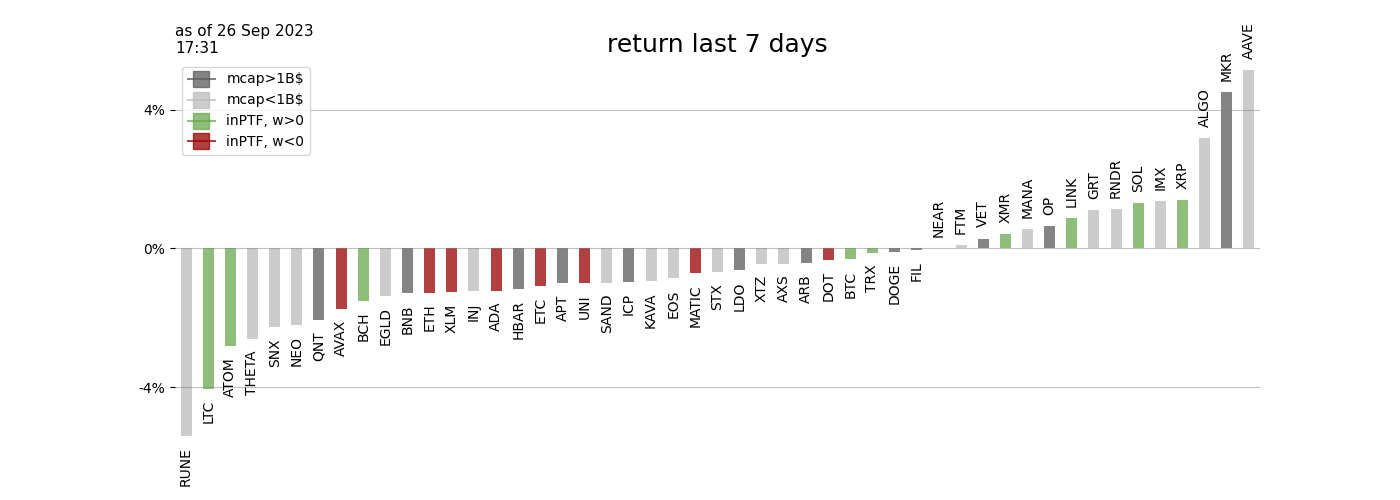 as of 26 Sep 2023
17:31
return last 7 days
mcap>1B$
mcap<1B$
inPTF, w>0
inPTF, w<0
4%
0%
-4%
RUNE
LTC
ATOM
THETA
SNX
NEO
QNT
AVAX
BCH
EGLD
BNB
ETH
XLM
INJ
ADA
HBAR
ETC
APT
UNI
SAND
ICP
KAVA
EOS
MATIC
STX
LDO
XTZ
AXS
ARB
DOT
BTC
TRX
DOGE
FIL
NEAR
FTM
VET
XMR
MANA
OP
LINK
GRT
RNDR
SOL
IMX
XRP
ALGO
MKR
AAVE